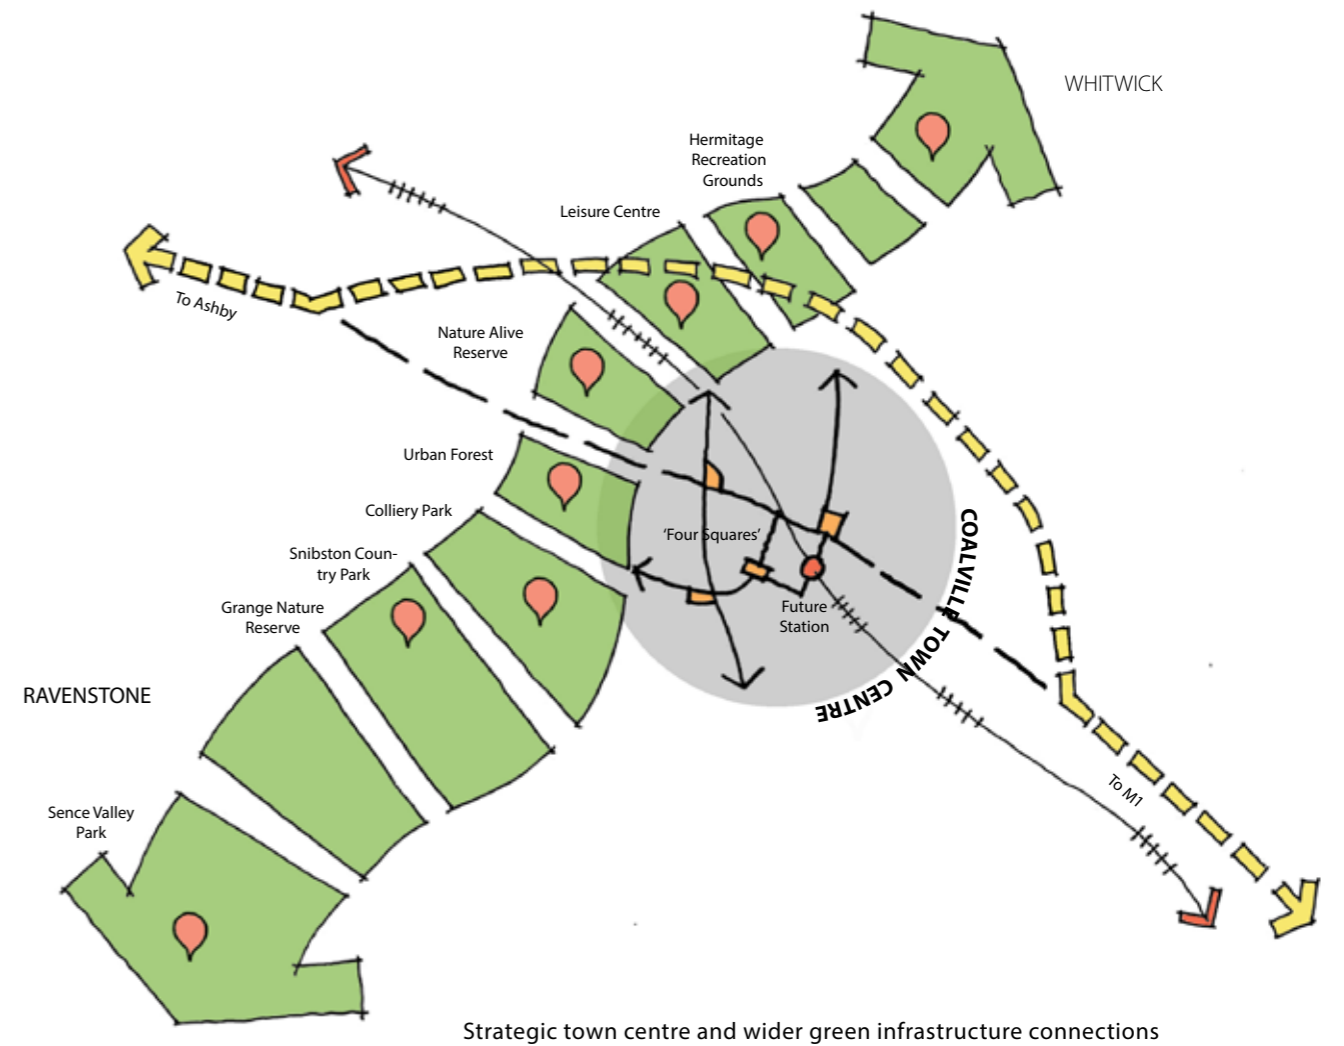 WHITWICK
Hermitage
Recreation
Grounds
Leisure Centre
To Ashby
Nature Alive
Reserve
Urban Forest
Colliery Park
Snibston Coun-
try Park
Grange Nature
Reserve
RAVENSTONE
Sence Valley
Park
'Four Squares'
Future
Station
COALVILLE TOWN CENTRE
To M1
Strategic town centre and wider green infrastructure connections